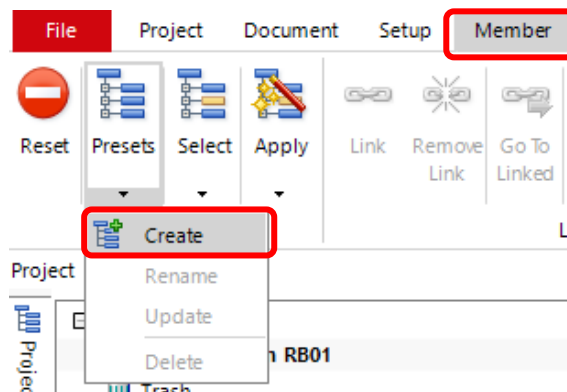 File Project Document Setup Member
Reset Presets Select Apply Link Remove Link Go To Linked
Create
Project
Rename
Update
RB01
Delete
Trash